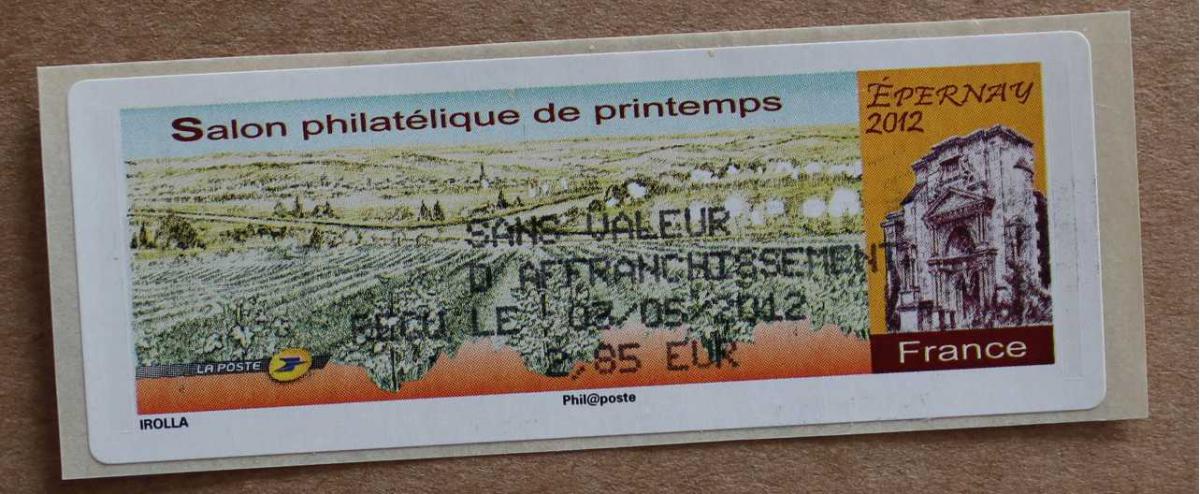 Salon philatélique de printemps
ÉPERNAY
2012
SANS VALEUR
D AFFRANCHISSEMENT
RECU LE 02/05/2012
2,85 EUR
LA POSTE
France
Phil@poste
IROLLA